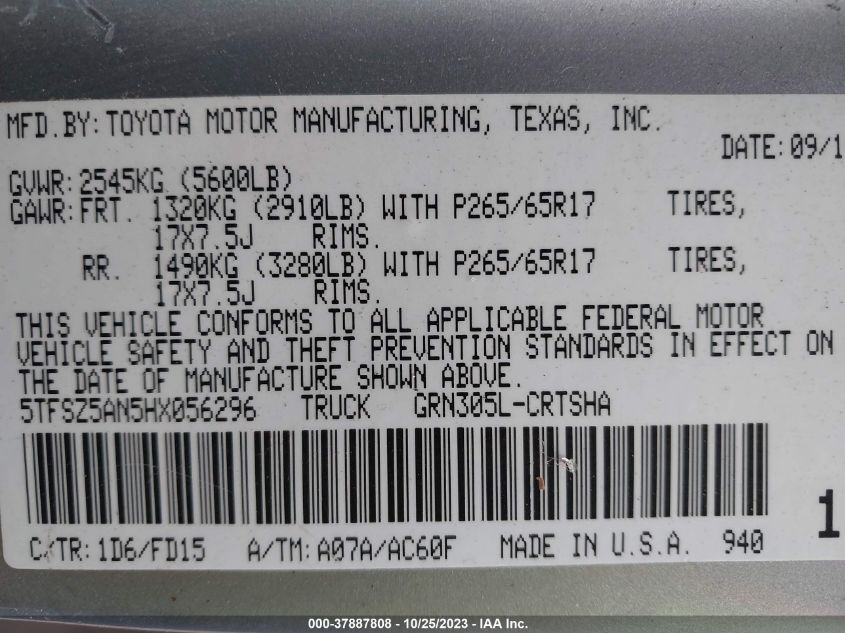 MFD.BY:TOYOTA MOTOR MANUFACTURING, TEXAS, INC.
DATE:09/1
GVWR:2545KG (5600LB)
GAWR:FRT. 1320KG (2910LB) WITH P265/65R17 TIRES,
17X7.5J RIMS.
RR. 1490KG (3280LB) WITH P265/65R17 TIRES,
17X7.5J RIMS.
THIS VEHICLE CONFORMS TO ALL APPLICABLE FEDERAL MOTOR
VEHICLE SAFETY AND THEFT PREVENTION STANDARDS IN EFFECT ON
THE DATE OF MANUFACTURE SHOWN ABOVE.
5TFSZ5AN5HX056296 TRUCK GRN305L-CRTSHA
C/TR:1D6/FD15 A/TM:A07A/AC60F MADE IN U.S.A. 940
1
000-37887808 - 10/25/2023 - IAA Inc.